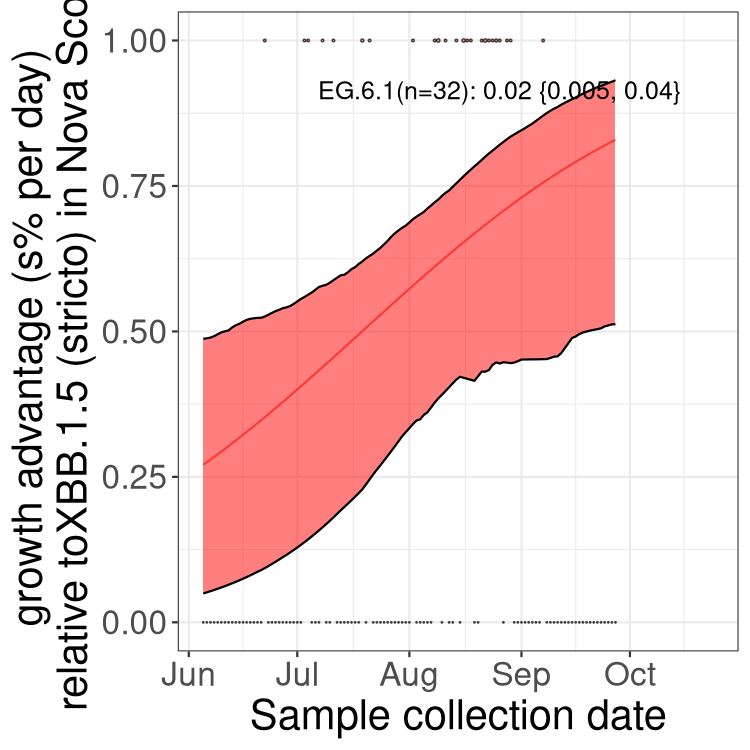 growth advantage (s% per day)
relative toXBB.1.5 (stricto) in Nova Sco
1.00
0.75
0.50
0.25
0.00
EG.6.1(n=32): 0.02 {0.005, 0.04}
Jun Jul Aug Sep Oct
Sample collection date